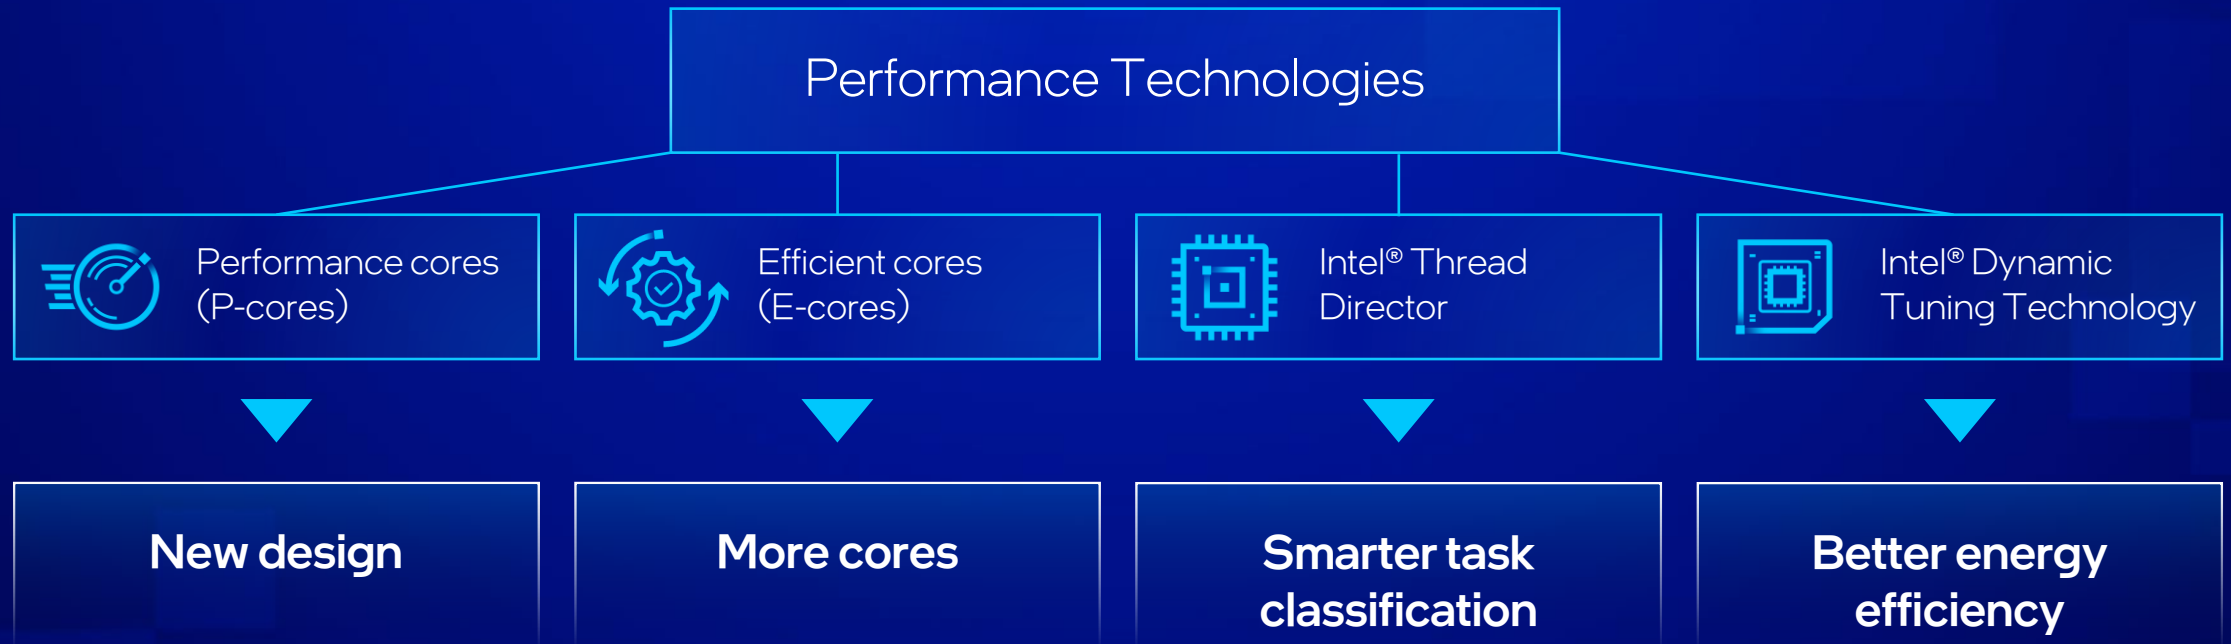 Performance Technologies
Performance cores
(P-cores)
Efficient cores
(E-cores)
Intel® Thread
Director
Intel® Dynamic
Tuning Technology
New design
More cores
Smarter task
classification
Better energy
efficiency